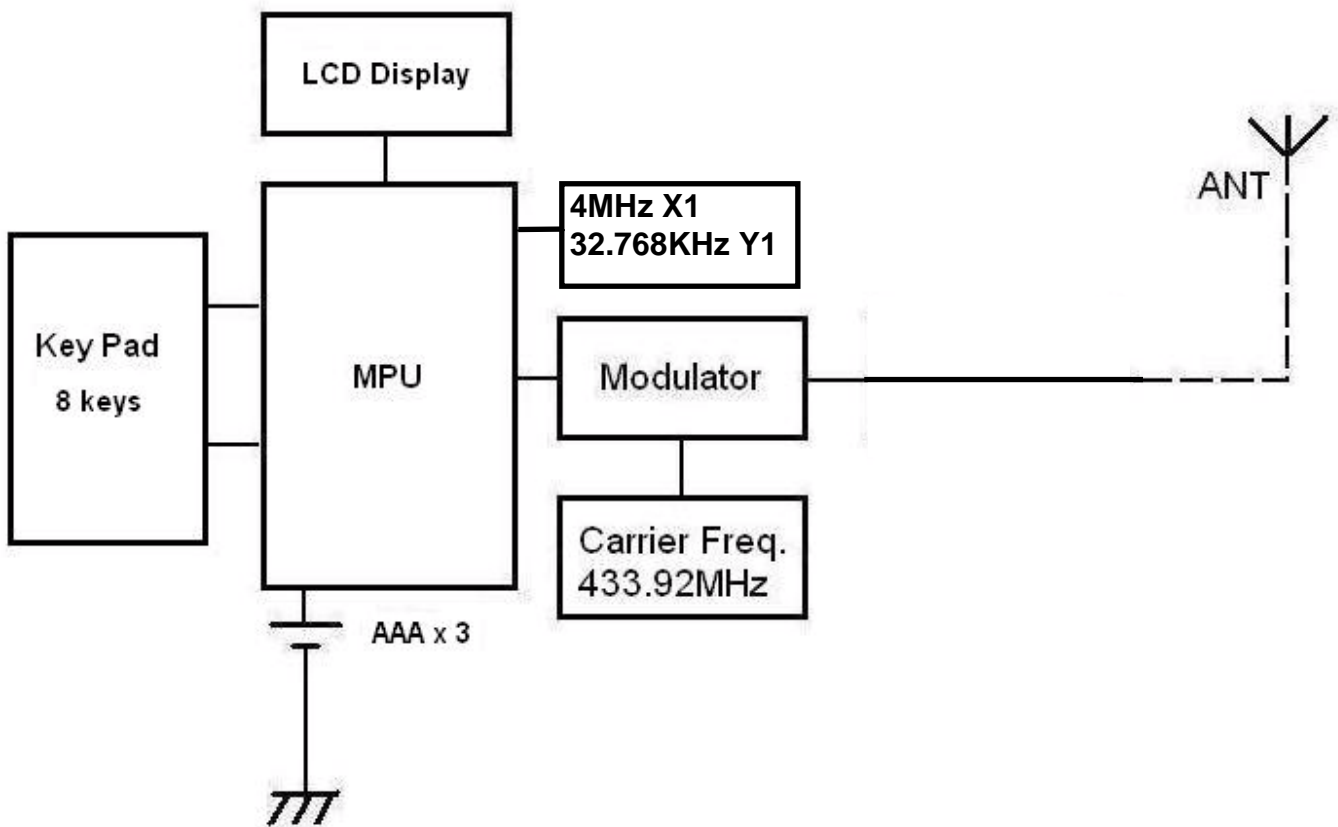 LCD Display
4MHz X1
32.768KHz Y1
ANT
Key Pad
8 keys
MPU
Modulator
Carrier Freq.
433.92MHz
AAA x 3